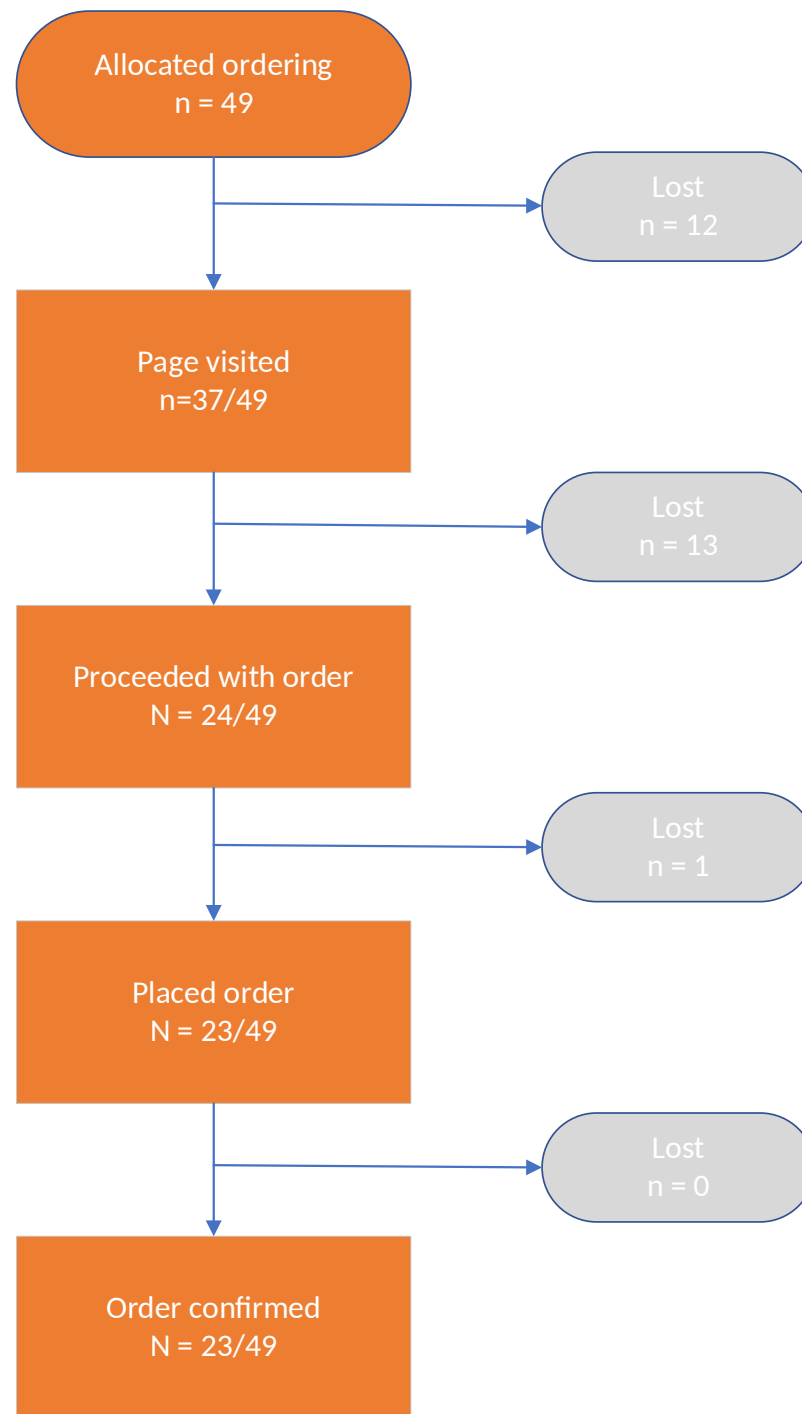 Allocated ordering
n = 49
Lost
n = 12
Page visited
n=37/49
Lost
n = 13
Proceeded with order
N = 24/49
Lost
n = 1
Placed order
N = 23/49
Lost
n = 0
Order confirmed
N = 23/49